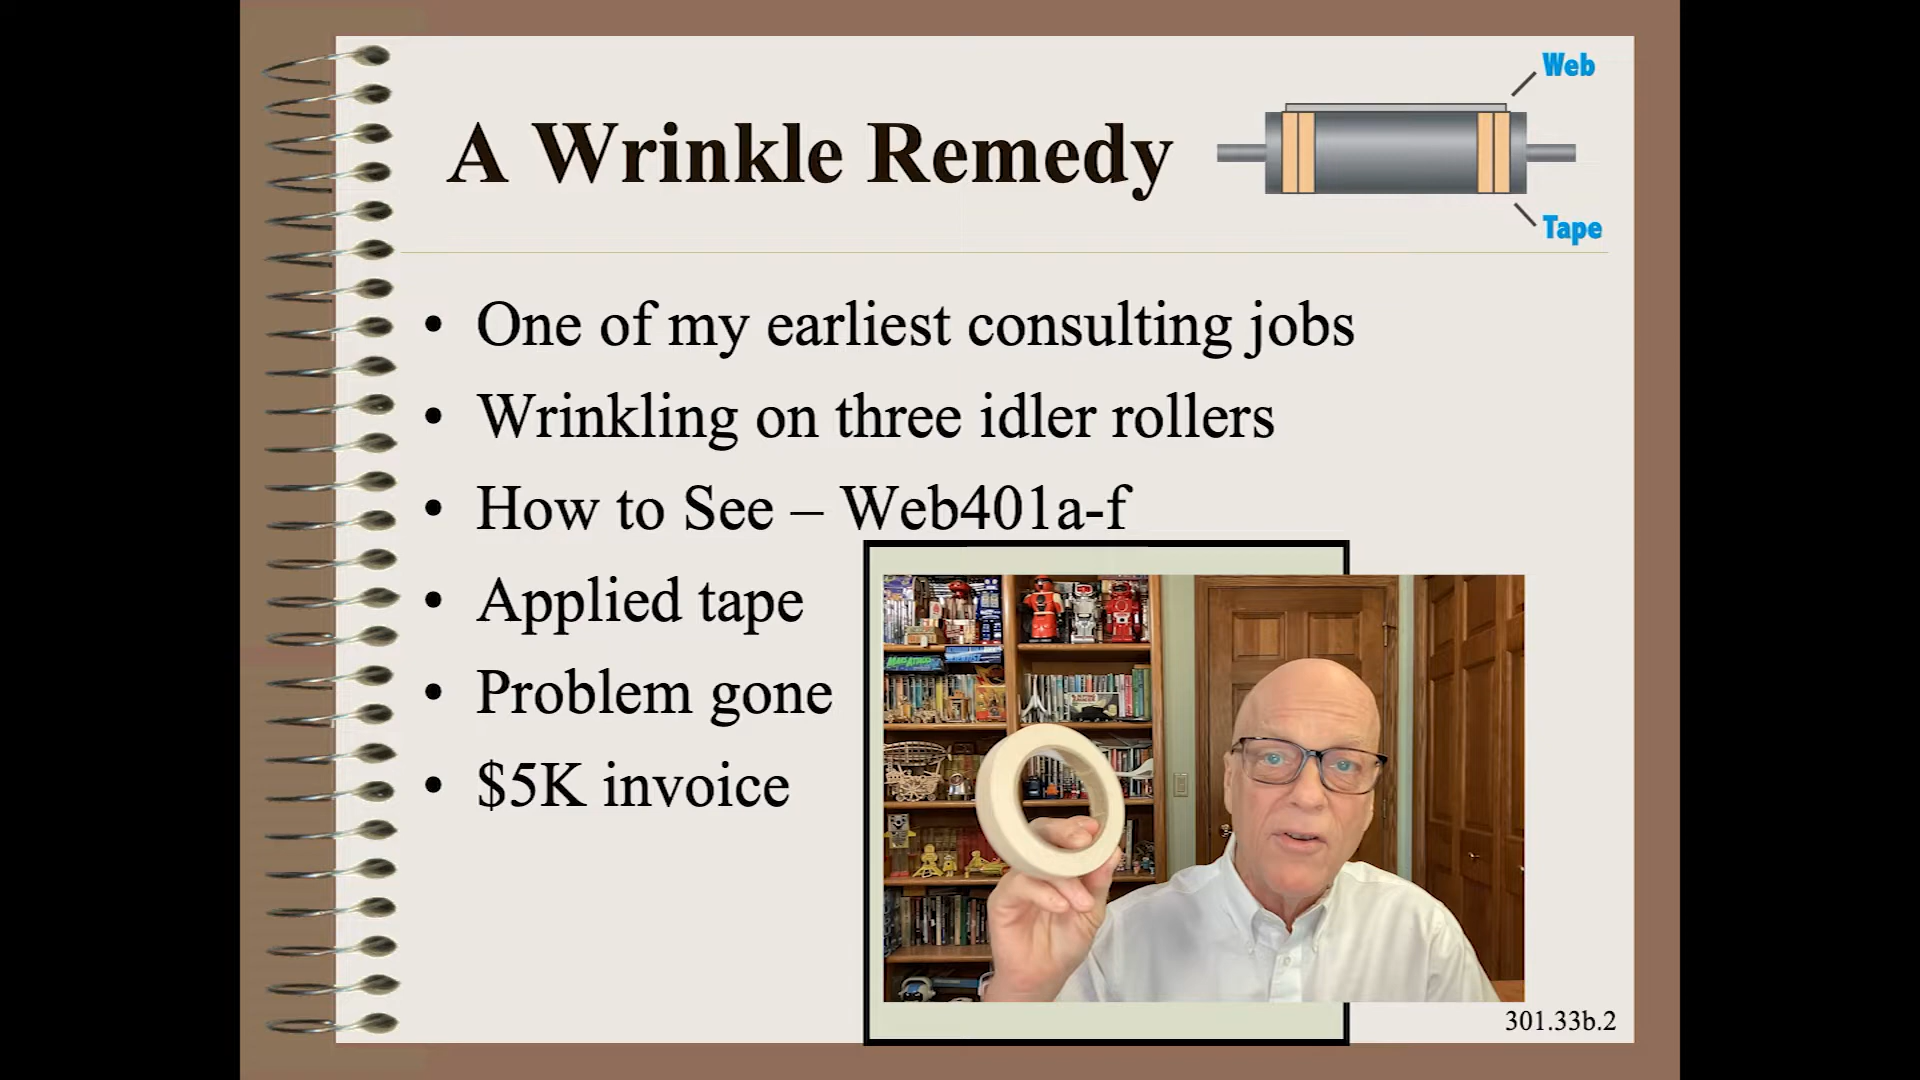 Web
A Wrinkle Remedy
Tape
• One of my earliest consulting jobs
• Wrinkling on three idler rollers
• How to See – Web401a-f
• Applied tape
• Problem gone
• $5K invoice
301.33b.2